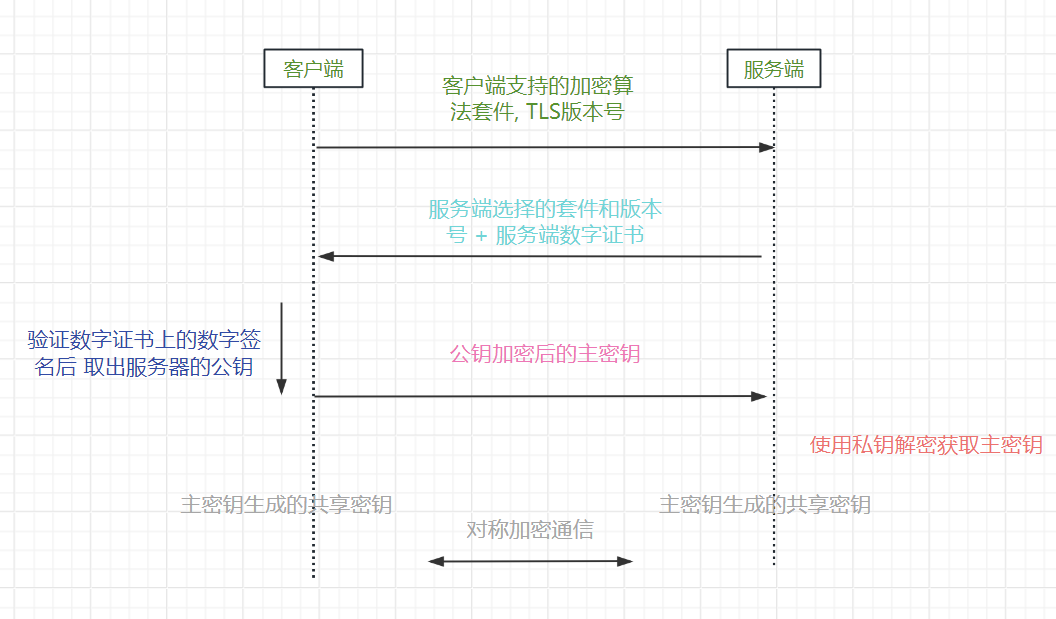 客户端
服务端
客户端支持的加密算
法套件, TLS版本号
服务端选择的套件和版本
号 + 服务端数字证书
验证数字证书上的数字签
名后 取出服务器的公钥
公钥加密后的主密钥
使用私钥解密获取主密钥
主密钥生成的共享密钥
主密钥生成的共享密钥
对称加密通信